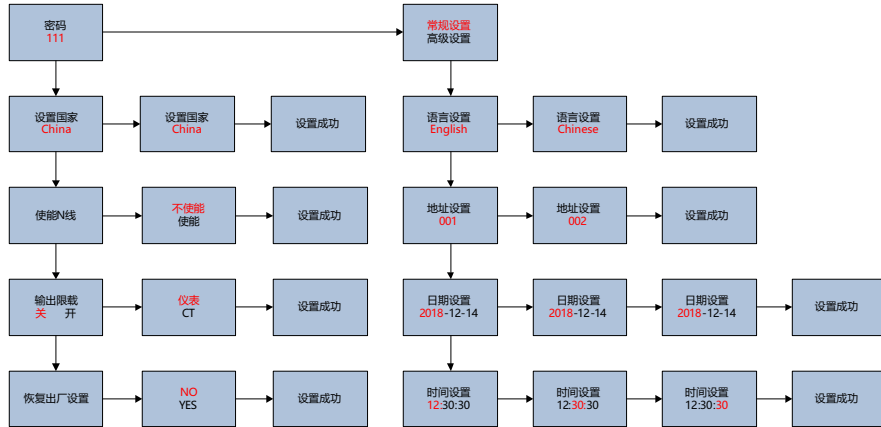 密码
111
常规设置
高级设置
设置国家
China
设置国家
China
设置成功
语言设置
English
语言设置
Chinese
设置成功
使能N线
不使能
使能
设置成功
地址设置
001
地址设置
002
设置成功
输出限载
关 开
仪表
CT
设置成功
日期设置
2018-12-14
日期设置
2018-12-14
日期设置
2018-12-14
设置成功
恢复出厂设置
NO
YES
设置成功
时间设置
12:30:30
时间设置
12:30:30
时间设置
12:30:30
设置成功